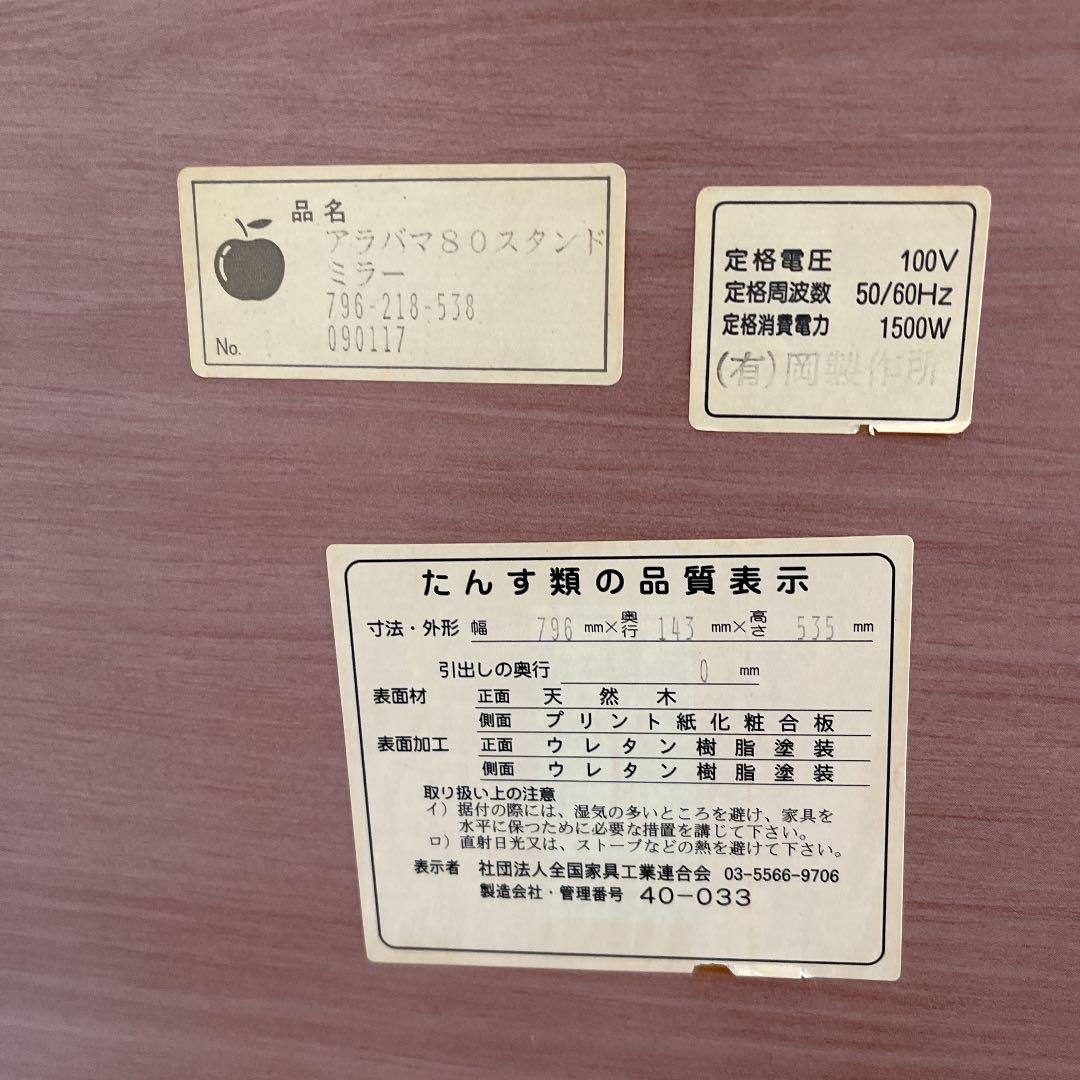 品名
アラバマ80スタンド
ミラー
796-218-538
No. 090117
定格電圧 100V
定格周波数 50/60Hz
定格消費電力 1500W
(有)岡製作所
たんす類の品質表示
寸法・外形 幅 796 mm×奥行 143 mm×高さ 535 mm
引出しの奥行 0 mm
表面材 正面 天然木
側面 プリント紙化粧合板
表面加工 正面 ウレタン樹脂塗装
側面 ウレタン樹脂塗装
取り扱い上の注意
イ）据付の際には、湿気の多いところを避け、家具を
水平に保つために必要な措置を講じて下さい。
ロ）直射日光又は、ストーブなどの熱を避けて下さい。
表示者 社団法人全国家具工業連合会 03-5566-9706
製造会社・管理番号 40-033